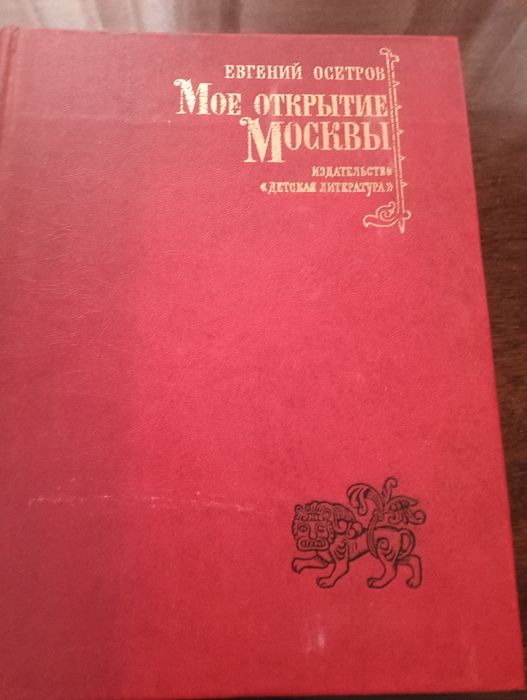 ЕВГЕНИЙ ОСЕТРОВ
МОЕ ОТКРЫТИЕ
МОСКВЫ
ИЗДАТЕЛЬСТВО
«ДЕТСКАЯ ЛИТЕРАТУРА»